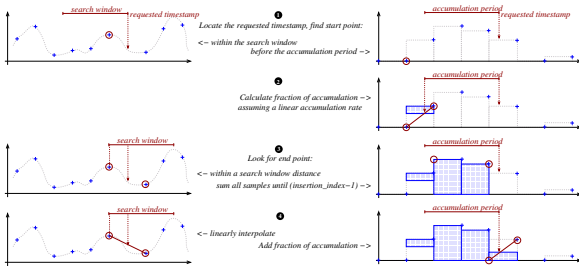 search window
requested timestamp
1
Locate the requested timestamp, find start point:
<- within the search window
before the accumulation period ->
accumulation period
requested timestamp
2
Calculate fraction of accumulation ->
assuming a linear accumulation rate
accumulation period
search window
3
Look for end point:
<- within a search window distance
sum all samples until (insertion_index-1) ->
accumulation period
search window
4
<- linearly interpolate
Add fraction of accumulation ->
accumulation period